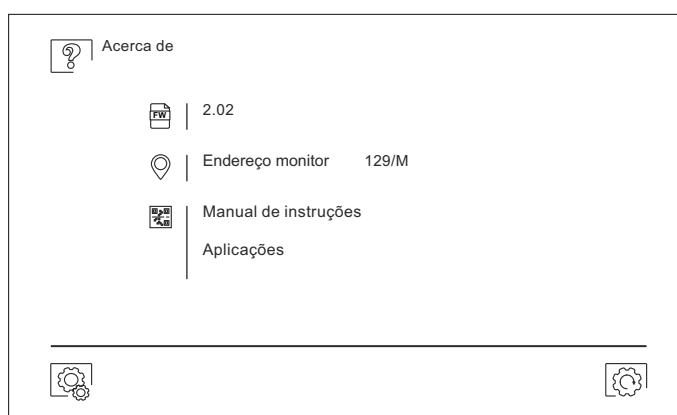 Acerca de
FW
2.02
Endereço monitor 129/M
Manual de instruções
Aplicações